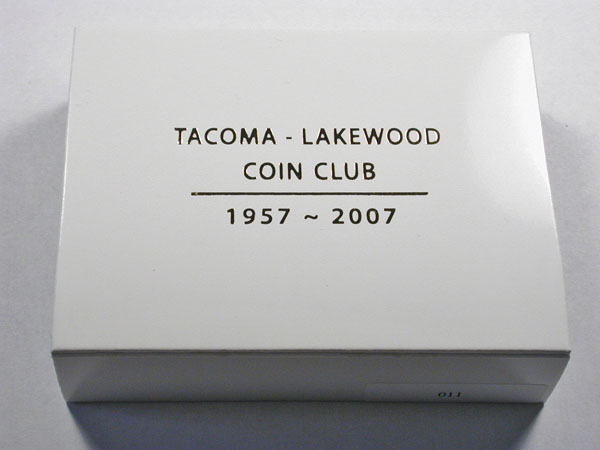 TACOMA - LAKEWOOD
COIN CLUB
1957 ~ 2007
011